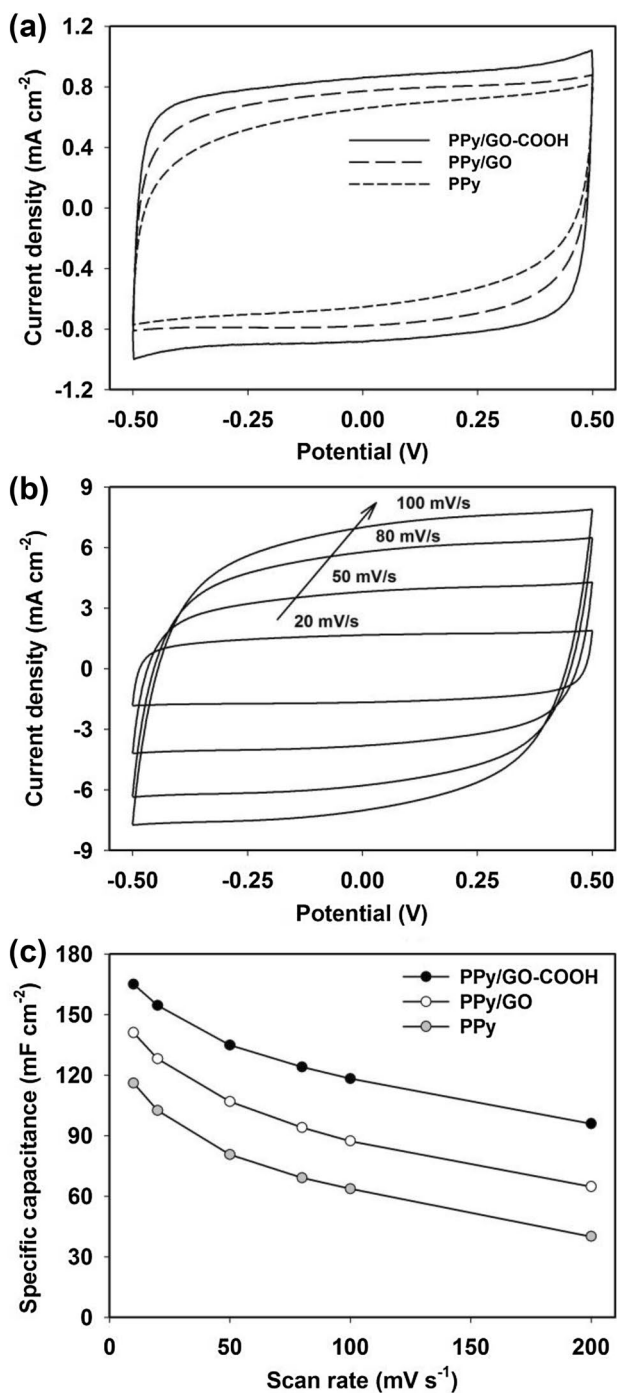 (a)
1.2
0.8
0.4
0.0
-0.4
-0.8
-1.2
Current density (mA cm⁻²)
PPy/GO-COOH
PPy/GO
PPy
-0.50 -0.25 0.00 0.25 0.50
Potential (V)
(b)
9
6
3
0
-3
-6
-9
Current density (mA cm⁻²)
100 mV/s
80 mV/s
50 mV/s
20 mV/s
-0.50 -0.25 0.00 0.25 0.50
Potential (V)
(c)
180
150
120
90
60
30
0
Specific capacitance (mF cm⁻²)
PPy/GO-COOH
PPy/GO
PPy
0 50 100 150 200
Scan rate (mV s⁻¹)